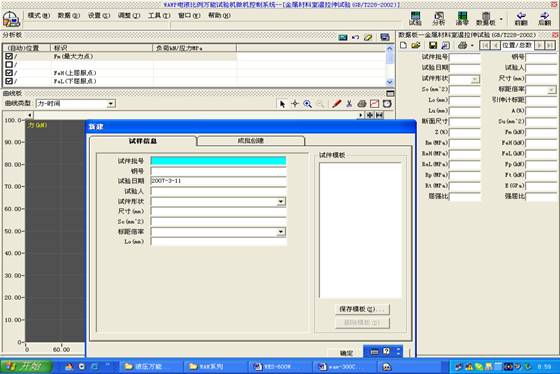 WAWP电液比例万能试验机微机控制系统--[金属材料室温拉伸试验(GB/T228-2002)]
模式(M) 数据(D) 设置(S) 调整(J) 工具(T) 窗口(W) 帮助(H)
试验 分析 清零 数据板 前翻 后翻
分析板
(自动)位置 标识 负荷kN/应力MPa
Fm(最大力点)
FeH(上屈服点)
FeL(下屈服点)
曲线板
曲线类型: 力-时间
力(kN)
100.0
90.00
80.00
70.00
60.00
50.00
40.00
30.00
20.00
10.00
0.00
0 60.00
新建
试样信息 成批创建
试件批号
钢号
试验日期 2007-3-11
试验人
试件形状
尺寸(mm)
So(mm^2)
标距倍率
Lo(mm)
试件模板
保存模板(S)...
删除模板(D)...
确定
数据板--金属材料室温拉伸试验(GB/T228-2002)
位置/总数
试件批号 钢号
试验日期 试验人
试件形状 尺寸(mm)
So(mm^2) 标距倍率
Lo(mm) 引伸计标距
Lu(mm) A(%)
断面尺寸 Su(mm^2)
Z(%) Fm(kN)
Rm(MPa) FeH(kN)
ReH(MPa) FeL(kN)
ReL(MPa) Fp(kN)
Rp(MPa) Ft(kN)
Rt(MPa) E(GPa)
屈强比 强屈比
开始 液压万能... WAW系列 WES-600W... waw-300C...
8:59